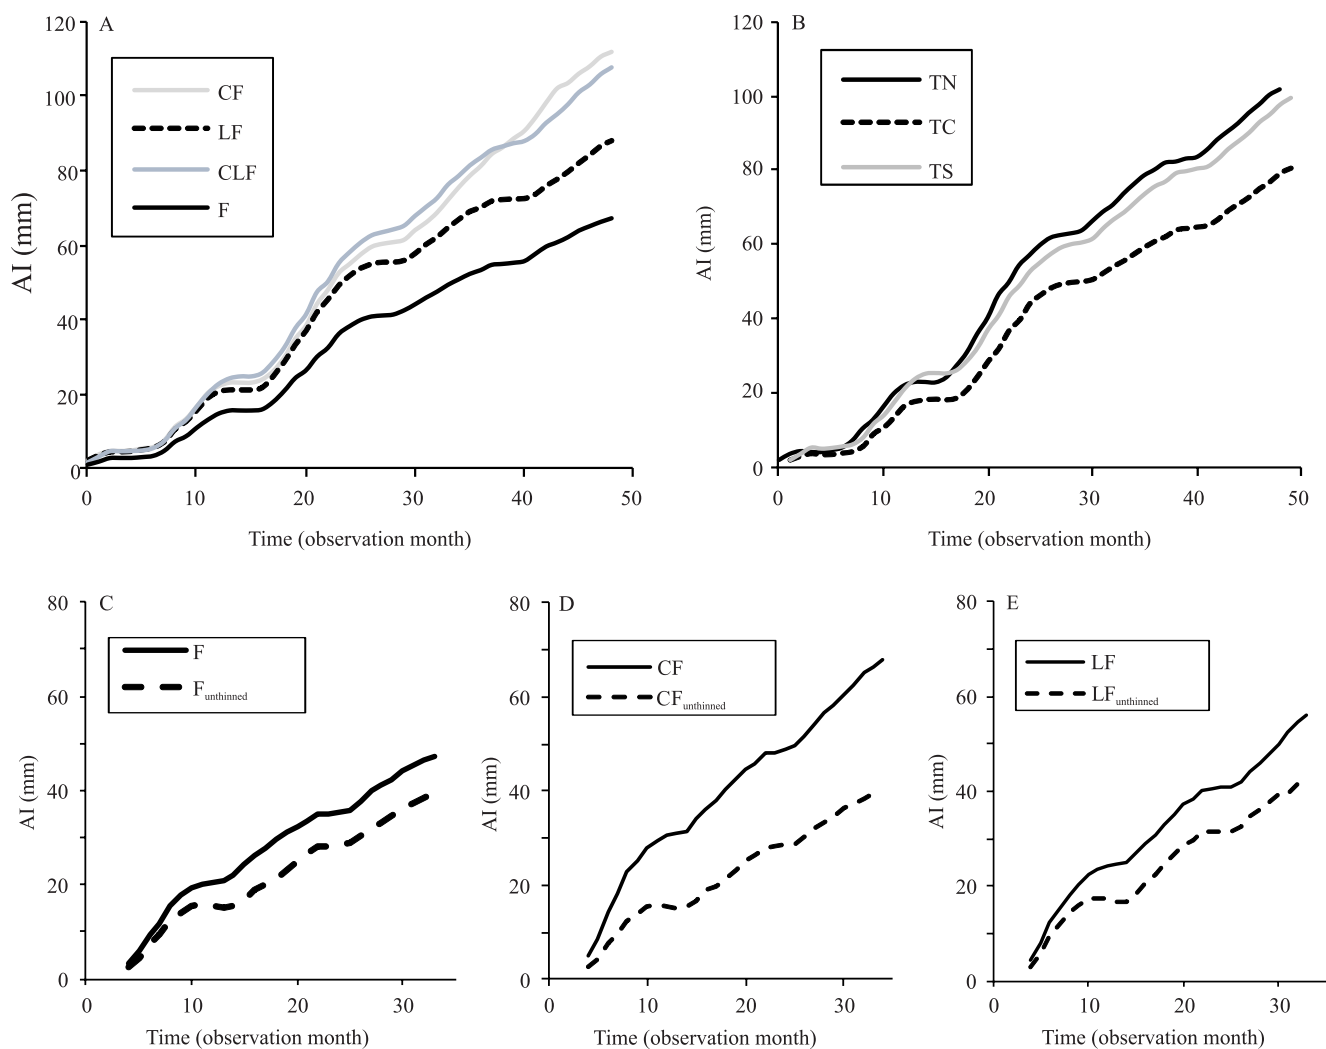 A
120
100
80
60
40
20
0
AI (mm)
CF
LF
CLF
F
0 10 20 30 40 50
Time (observation month)
B
120
100
80
60
40
20
0
AI (mm)
TN
TC
TS
0 10 20 30 40 50
Time (observation month)
C
80
60
40
20
0
AI (mm)
F
Funthinned
0 10 20 30
Time (observation month)
D
80
60
40
20
0
AI (mm)
CF
CFunthinned
0 10 20 30
Time (observation month)
E
80
60
40
20
0
AI (mm)
LF
LFunthinned
0 10 20 30
Time (observation month)